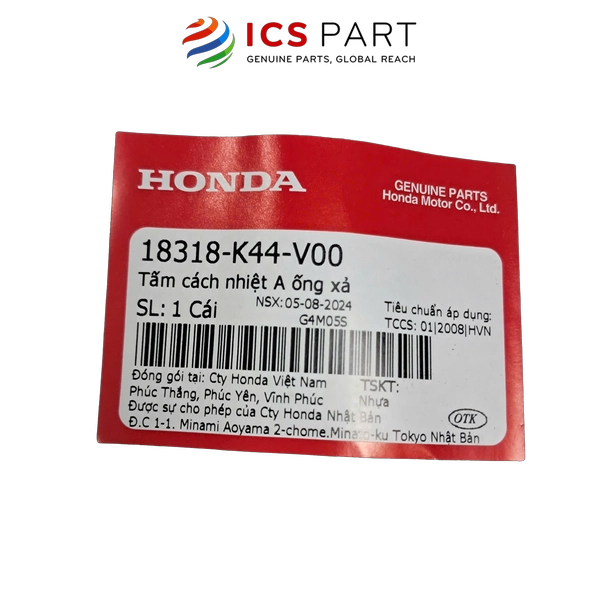 ICS PART
GENUINE PARTS, GLOBAL REACH
HONDA
GENUINE PARTS
Honda Motor Co., Ltd.
18318-K44-V00
Tấm cách nhiệt A ống xả
SL: 1 Cái
NSX: 05-08-2024
G4M05S
Tiêu chuẩn áp dụng:
TCCS: 01|2008|HVN
Đóng gói tại: Cty Honda Việt Nam
TSKT:
Phúc Thắng, Phúc Yên, Vĩnh Phúc
Nhựa
Được sự cho phép của Cty Honda Nhật Bản
Đ.C 1-1. Minami Aoyama 2-chome.Minato-ku Tokyo Nhật Bản
OTK